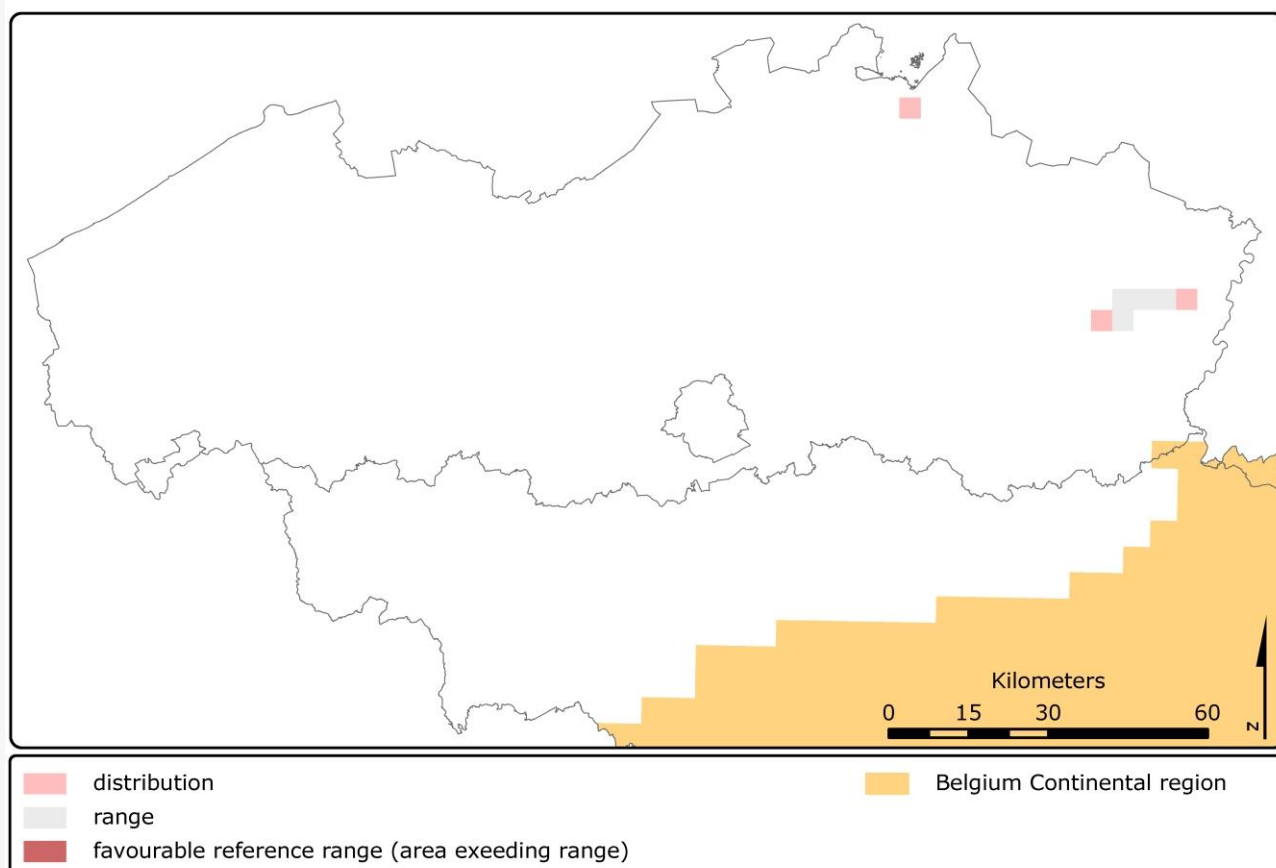 Kilometers
0 15 30 60
N
distribution
range
favourable reference range (area exeeding range)
Belgium Continental region